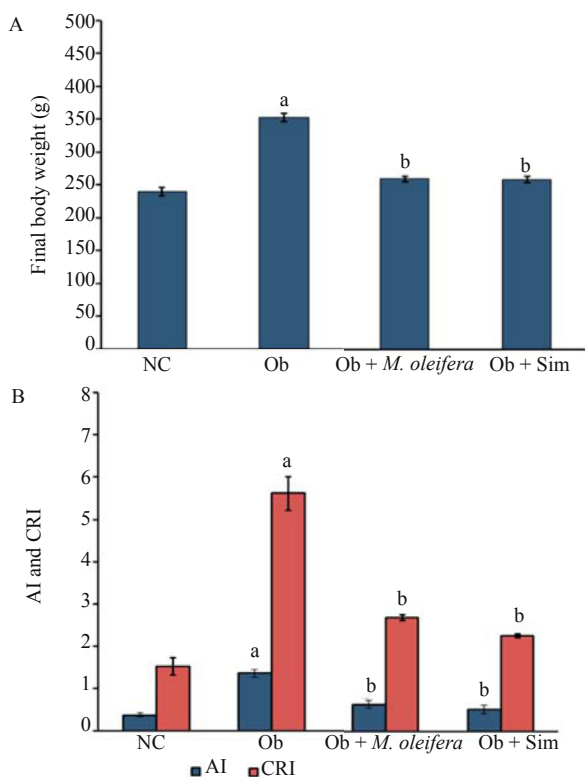 A
500
450
400
350
300
250
200
150
100
50
0
Final body weight (g)
a
b
b
NC
Ob
Ob + M. oleifera
Ob + Sim
B
8
7
6
5
4
3
2
1
0
AI and CRI
a
a
b
b
b
b
NC
Ob
Ob + M. oleifera
Ob + Sim
AI
CRI